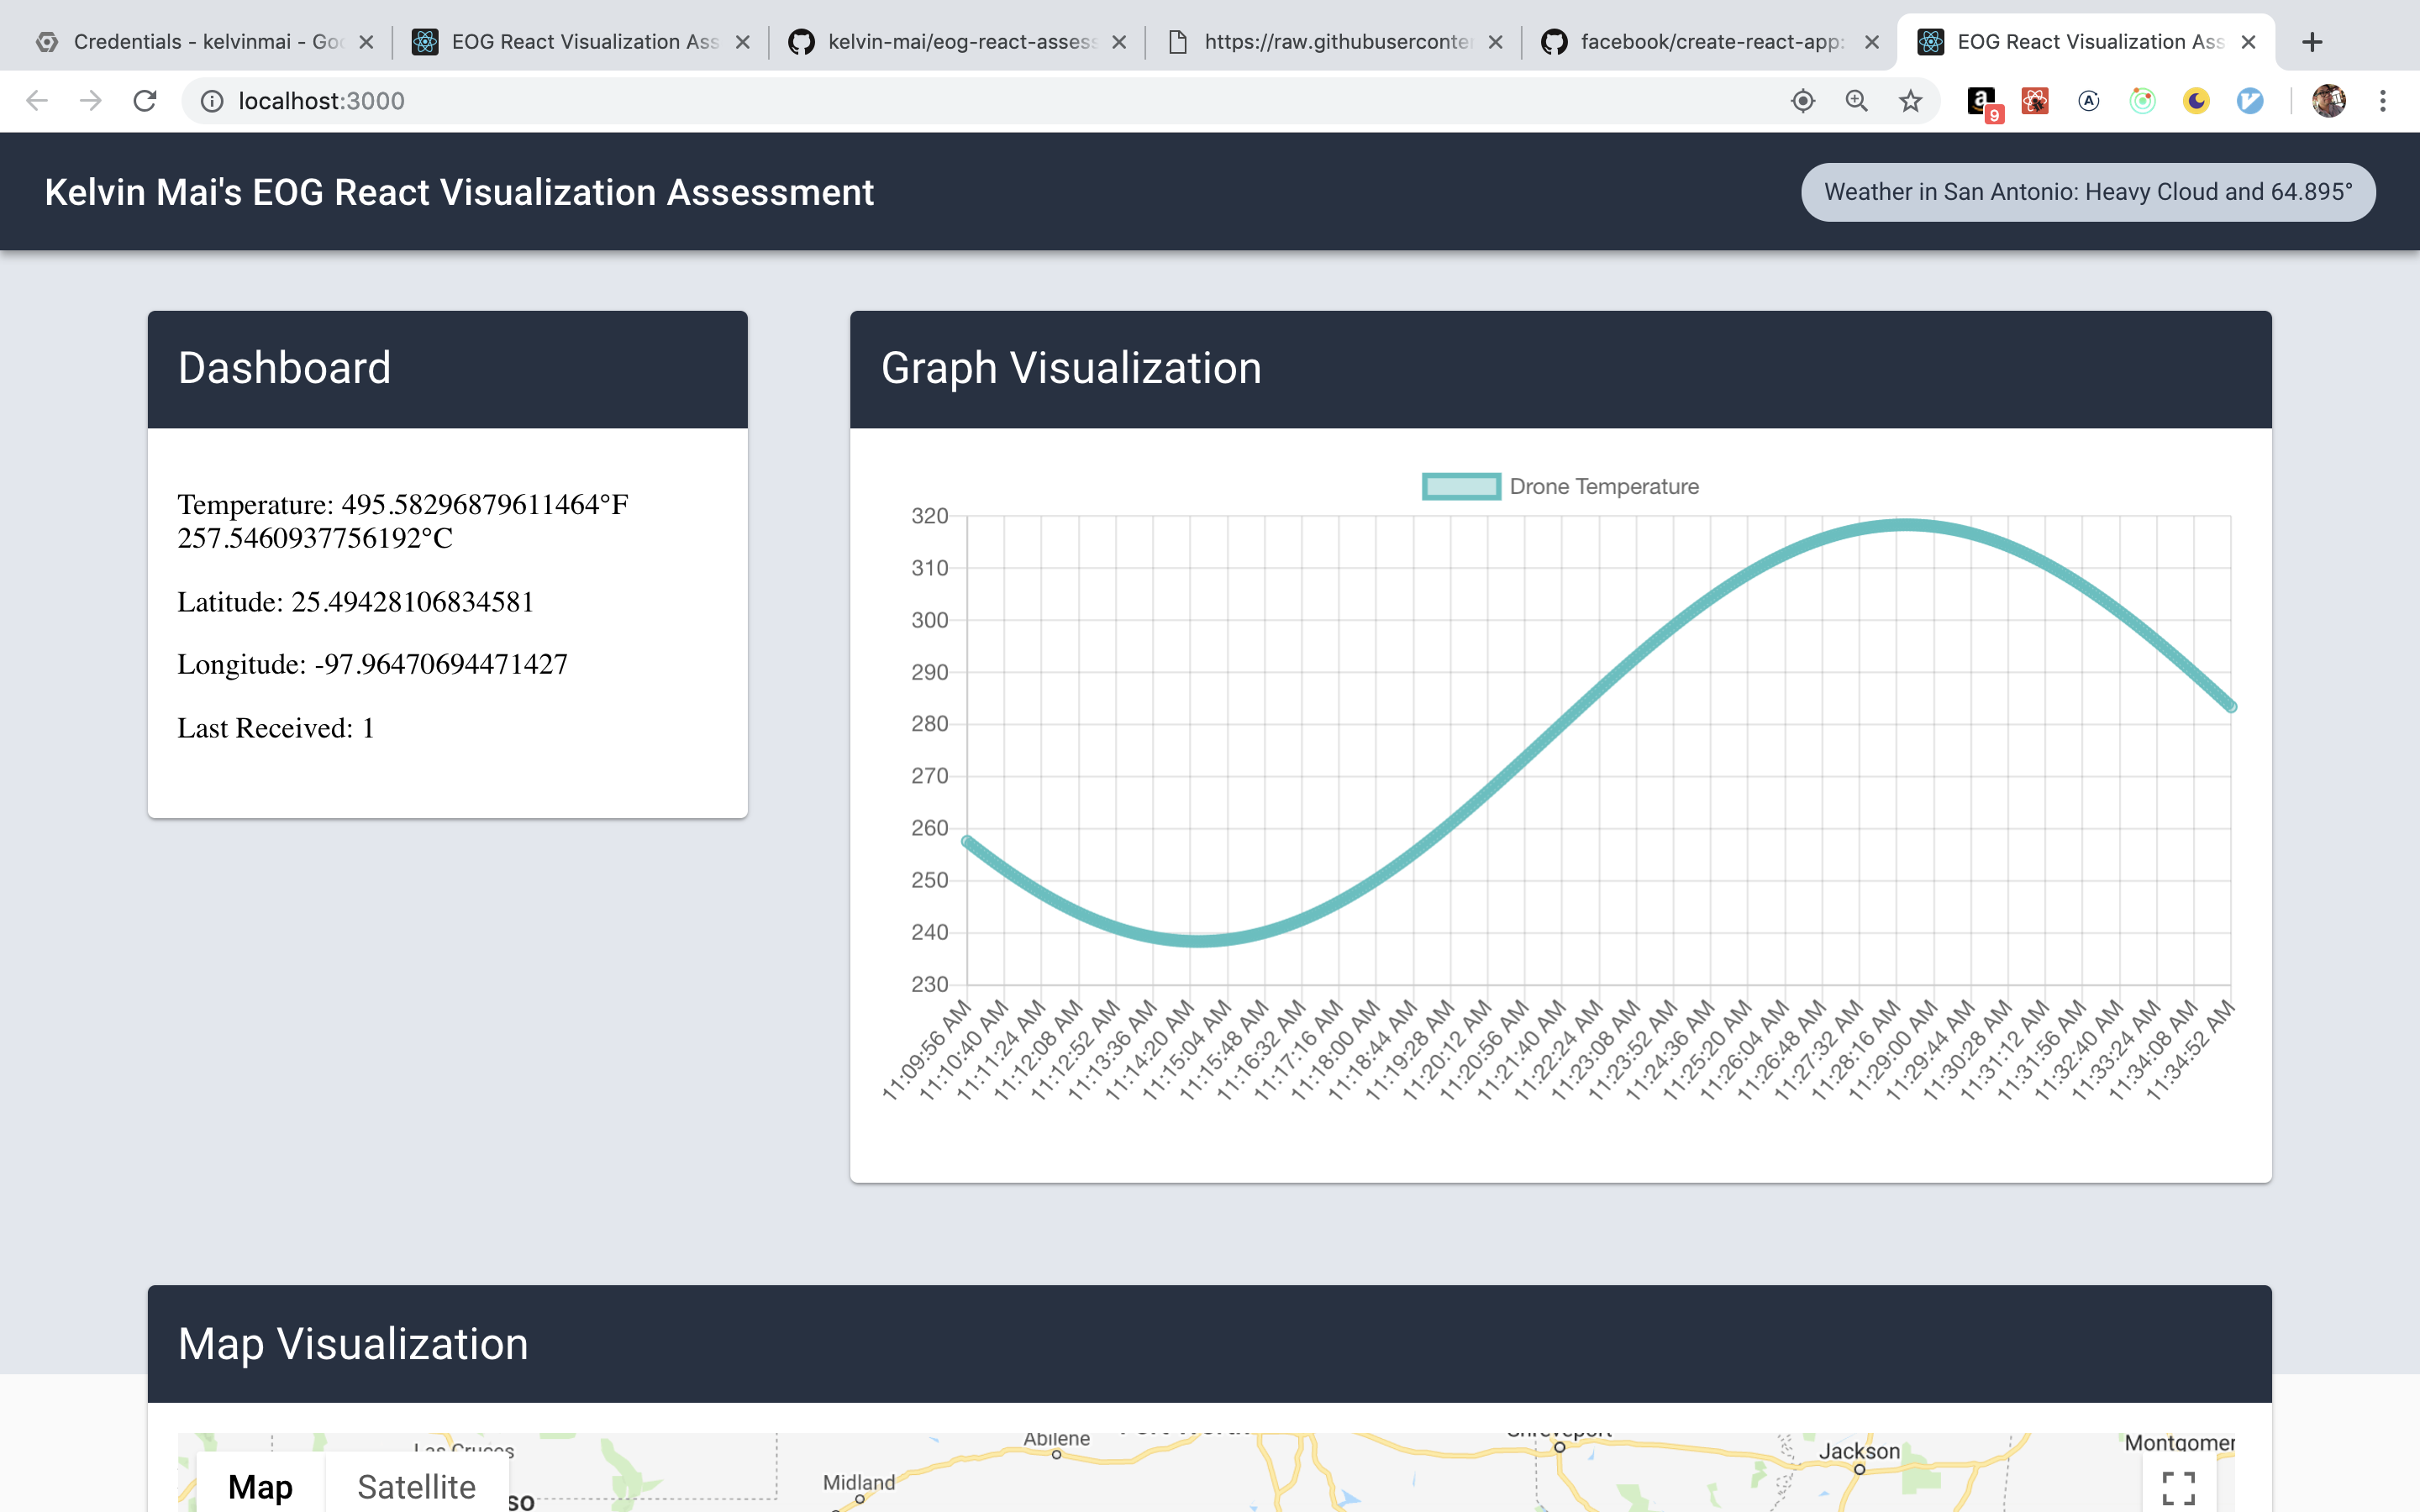 Credentials - kelvinmai - Goo
EOG React Visualization Ass
kelvin-mai/eog-react-assess
https://raw.githubuserconter
facebook/create-react-app:
EOG React Visualization Ass
localhost:3000
9
Kelvin Mai's EOG React Visualization Assessment
Weather in San Antonio: Heavy Cloud and 64.895°
Dashboard
Temperature: 495.58296879611464°F
257.5460937756192°C
Latitude: 25.49428106834581
Longitude: -97.96470694471427
Last Received: 1
Graph Visualization
Drone Temperature
320
310
300
290
280
270
260
250
240
230
11:09:56 AM
11:10:40 AM
11:11:24 AM
11:12:08 AM
11:12:52 AM
11:13:36 AM
11:14:20 AM
11:15:04 AM
11:15:48 AM
11:16:32 AM
11:17:16 AM
11:18:00 AM
11:18:44 AM
11:19:28 AM
11:20:12 AM
11:20:56 AM
11:21:40 AM
11:22:24 AM
11:23:08 AM
11:23:52 AM
11:24:36 AM
11:25:20 AM
11:26:04 AM
11:26:48 AM
11:27:32 AM
11:28:16 AM
11:29:00 AM
11:29:44 AM
11:30:28 AM
11:31:12 AM
11:31:56 AM
11:32:40 AM
11:33:24 AM
11:34:08 AM
11:34:52 AM
Map Visualization
Las Cruces
Abilene
Shreveport
Jackson
Montgomer
Midland
Map
Satellite
so